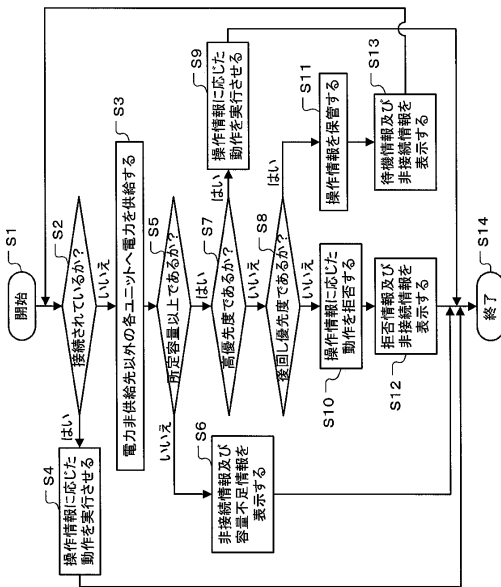 S1
開始
S2
接続されているか?
はい
いいえ
S4
操作情報に応じた
動作を実行させる
S3
電力非供給先以外の各ユニットへ電力を供給する
S5
所定容量以上であるか?
はい
いいえ
S6
非接続情報及び
容量不足情報を
表示する
S7
高優先度であるか?
はい
いいえ
S9
操作情報に応じた
動作を実行させる
S8
後回し優先度であるか?
はい
いいえ
S10
操作情報に応じた
動作を拒否する
S11
操作情報を保管する
S12
拒否情報及び
非接続情報を
表示する
S13
待機情報及び
非接続情報を
表示する
S14
終了